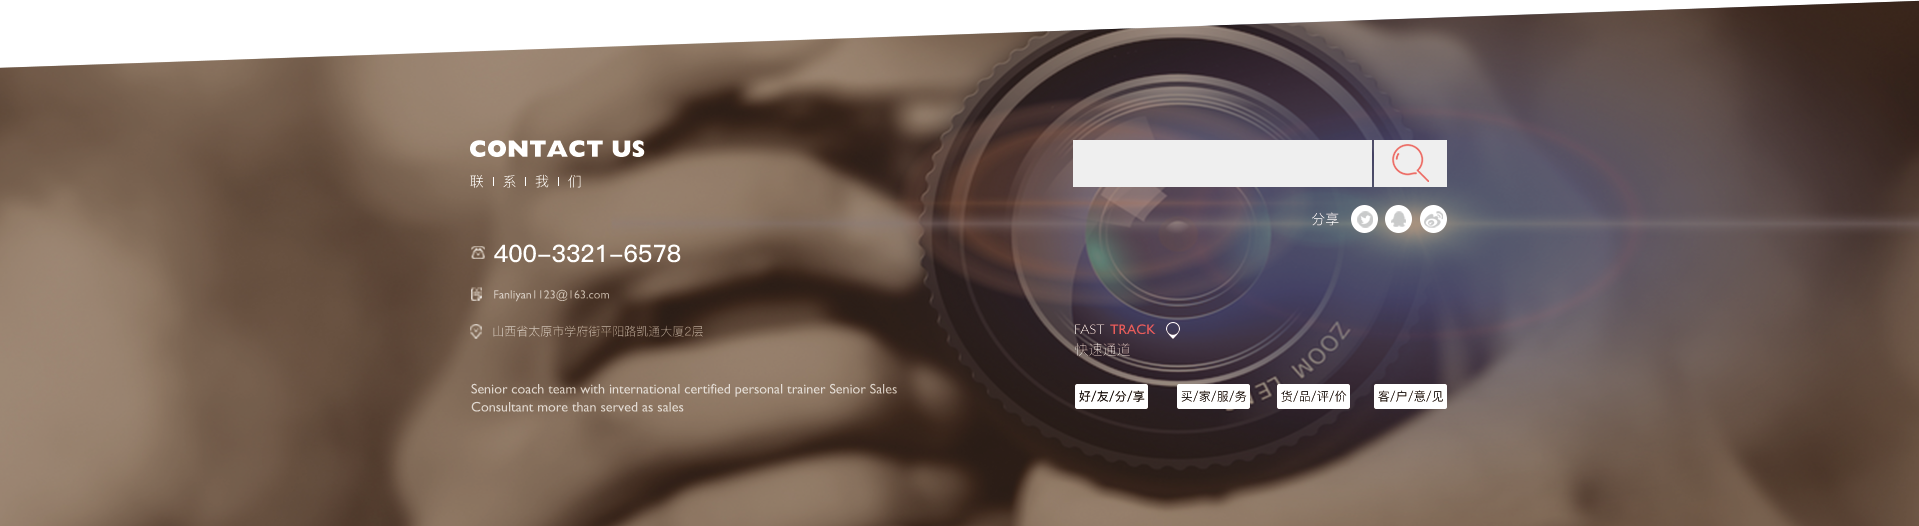 CONTACT US
联 | 系 | 我 | 们
400-3321-6578
Fanliyan1123@163.com
山西省太原市学府街平阳路凯通大厦2层
Senior coach team with international certified personal trainer Senior Sales
Consultant more than served as sales
分享
FAST TRACK
快速通道
ZOOM LE
好/友/分/享
买/家/服/务
货/品/评/价
客/户/意/见